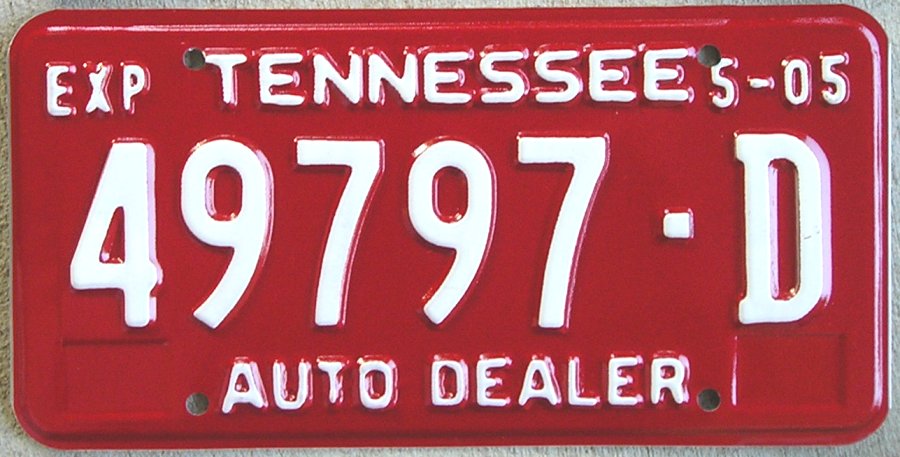 EXP TENNESSEE 5-05
49797·D
AUTO DEALER